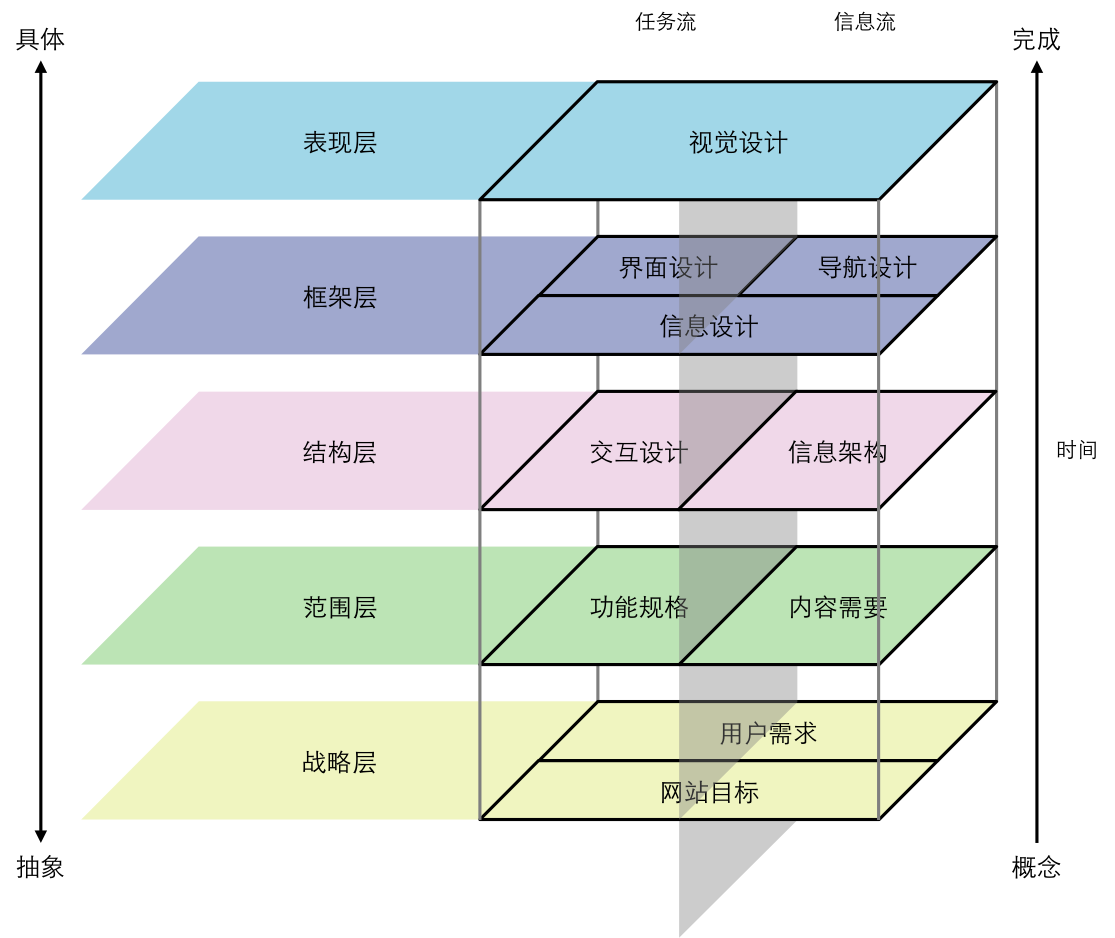 任务流
信息流
具体
完成
表现层
视觉设计
框架层
界面设计
导航设计
信息设计
结构层
交互设计
信息架构
时间
范围层
功能规格
内容需要
战略层
用户需求
网站目标
抽象
概念